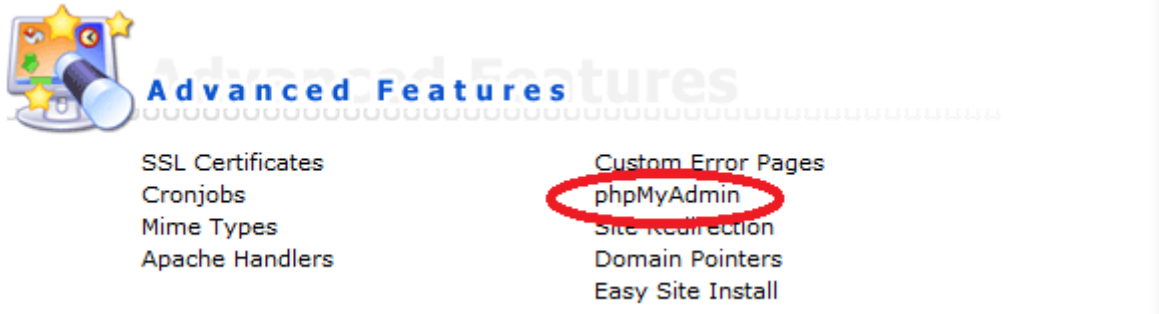 Advanced Features
SSL Certificates
Cronjobs
Mime Types
Apache Handlers
Custom Error Pages
phpMyAdmin
Site Redirection
Domain Pointers
Easy Site Install